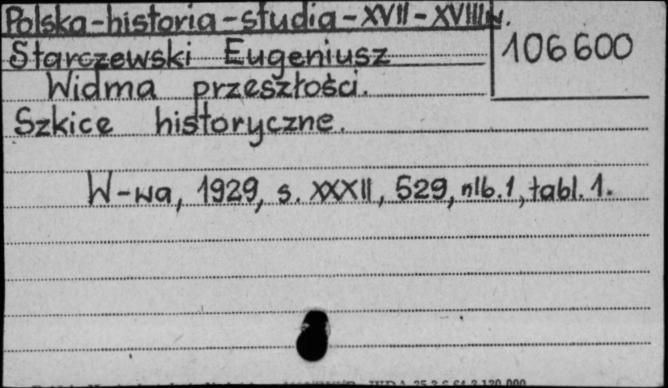 Polska-historia-studia-XVII-XVIIIw.
Starczewski Eugeniusz
106600
Widma przeszłości.
Szkice historyczne.
W-wa, 1929, s. XXXII, 529, nlb.1, tabl. 1.